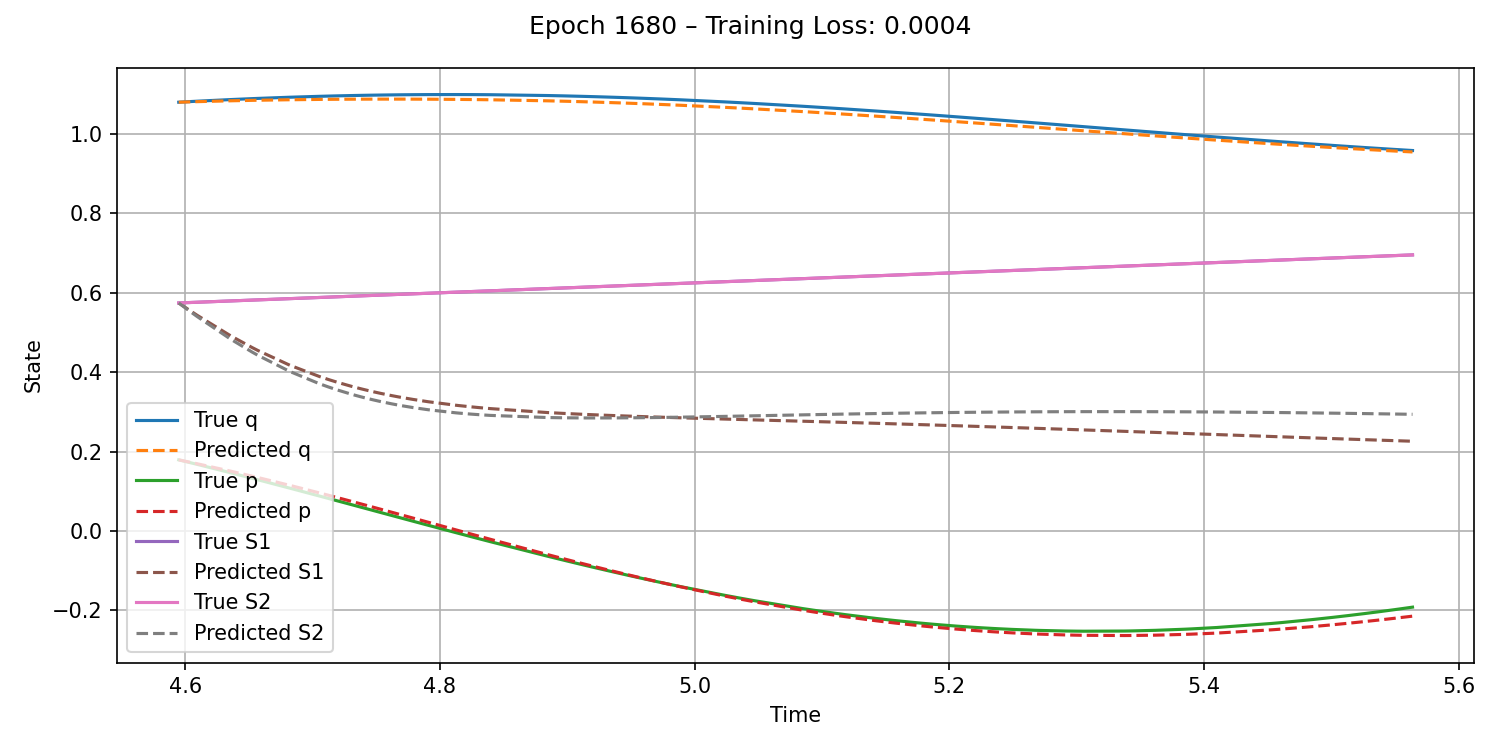 Epoch 1680 – Training Loss: 0.0004
State
1.0
0.8
0.6
0.4
0.2
0.0
−0.2
True q
Predicted q
True p
Predicted p
True S1
Predicted S1
True S2
Predicted S2
4.6 4.8 5.0 5.2 5.4 5.6
Time